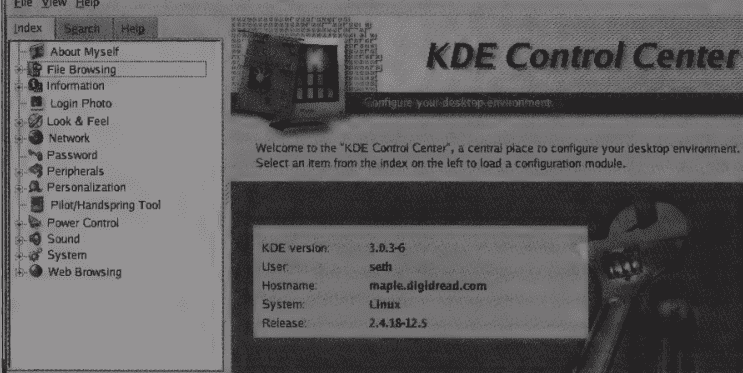 File View Help
Index Search Help
About Myself
File Browsing
Information
Login Photo
Look & Feel
Network
Password
Peripherals
Personalization
Pilot/Handspring Tool
Power Control
Sound
System
Web Browsing
KDE Control Center
Configure your desktop environment.
Welcome to the "KDE Control Center", a central place to configure your desktop environment.
Select an item from the index on the left to load a configuration module.
KDE version: 3.0.3-6
User: seth
Hostname: maple.digidread.com
System: Linux
Release: 2.4.18-12.5